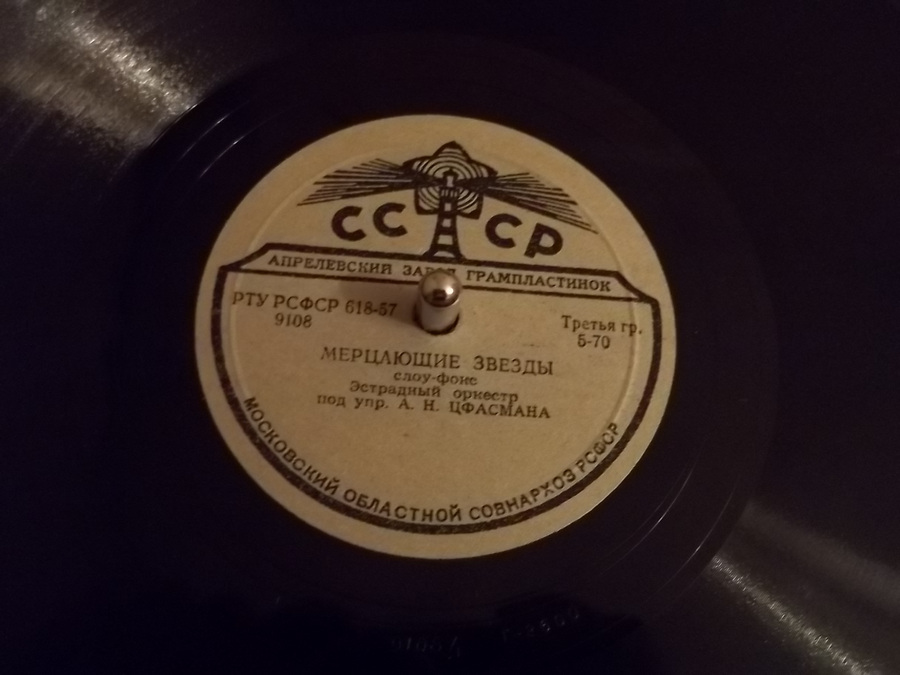 СССР
АПРЕЛЕВСКИЙ ЗАВОД ГРАМПЛАСТИНОК
РТУ РСФСР 618-57
9108
Третья гр.
5-70
МЕРЦАЮЩИЕ ЗВЕЗДЫ
слоу-фокс
Эстрадный оркестр
под упр. А. Н. ЦФАСМАНА
МОСКОВСКИЙ ОБЛАСТНОЙ СОВНАРХОЗ РСФСР